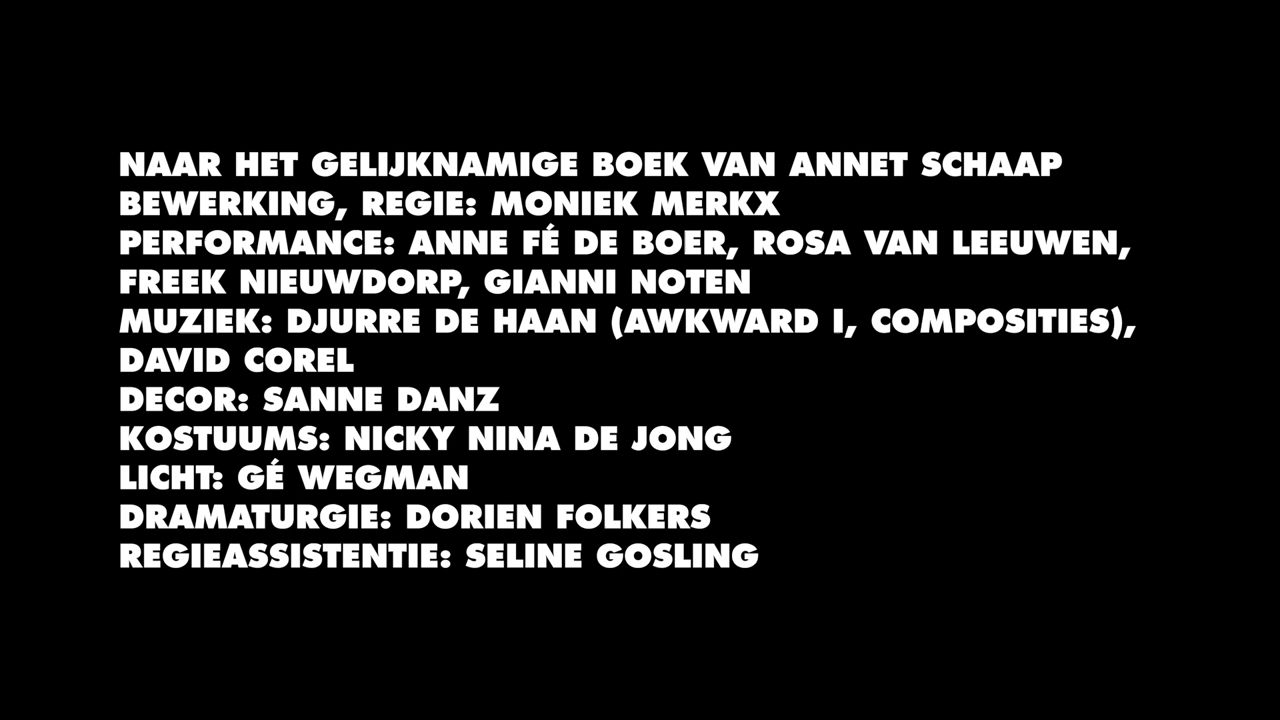 NAAR HET GELIJKNAMIGE BOEK VAN ANNET SCHAAP
BEWERKING, REGIE: MONIEK MERKX
PERFORMANCE: ANNE FÉ DE BOER, ROSA VAN LEEUWEN,
FREEK NIEUWDORP, GIANNI NOTEN
MUZIEK: DJURRE DE HAAN (AWKWARD I, COMPOSITIES),
DAVID COREL
DECOR: SANNE DANZ
KOSTUUMS: NICKY NINA DE JONG
LICHT: GÉ WEGMAN
DRAMATURGIE: DORIEN FOLKERS
REGIEASSISTENTIE: SELINE GOSLING